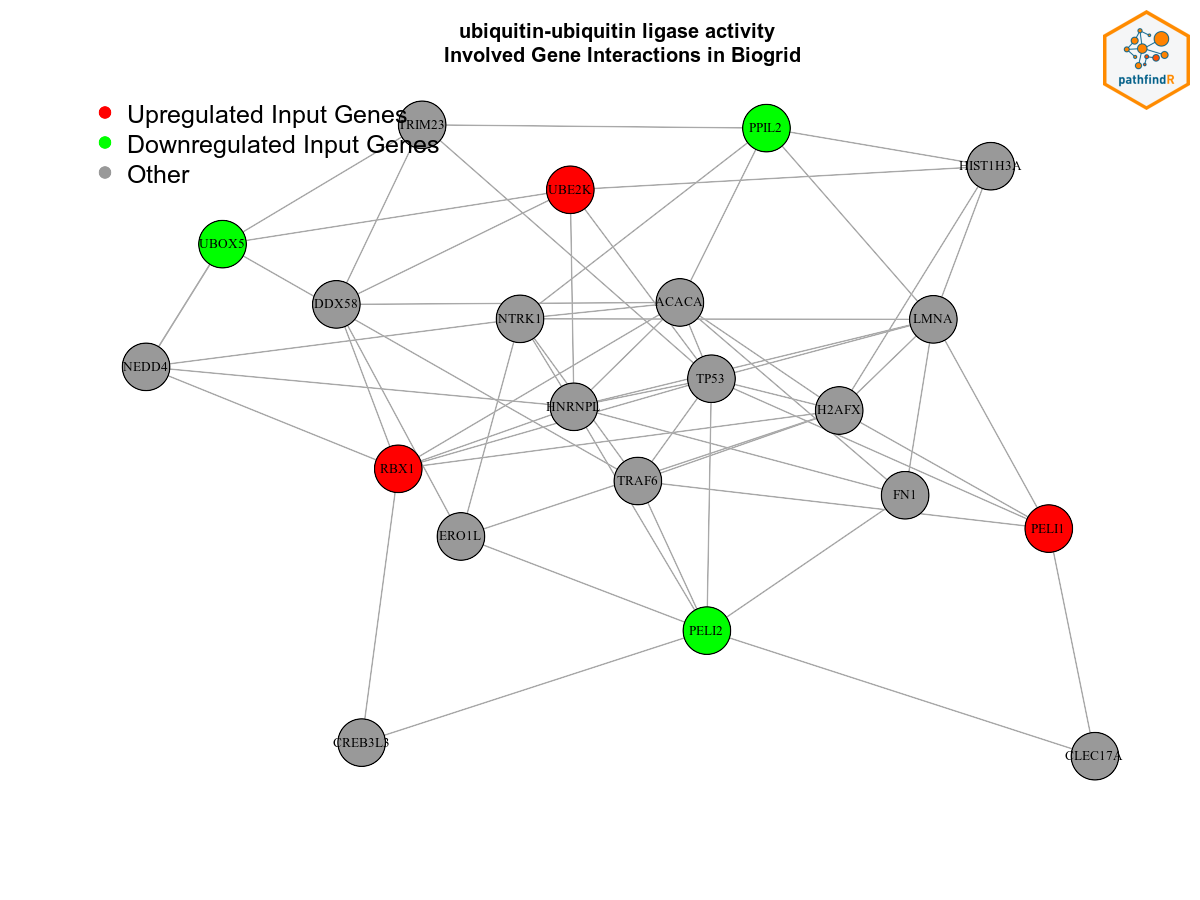 ubiquitin-ubiquitin ligase activity
Involved Gene Interactions in Biogrid
pathfindR
Upregulated Input Genes
Downregulated Input Genes
Other
TRIM23
PPIL2
HIST1H3A
UBE2K
UBOX5
DDX58
NTRK1
ACACA
LMNA
NEDD4
TP53
HNRNPL
H2AFX
RBX1
TRAF6
FN1
ERO1L
PELI1
PELI2
CREB3L3
CLEC17A